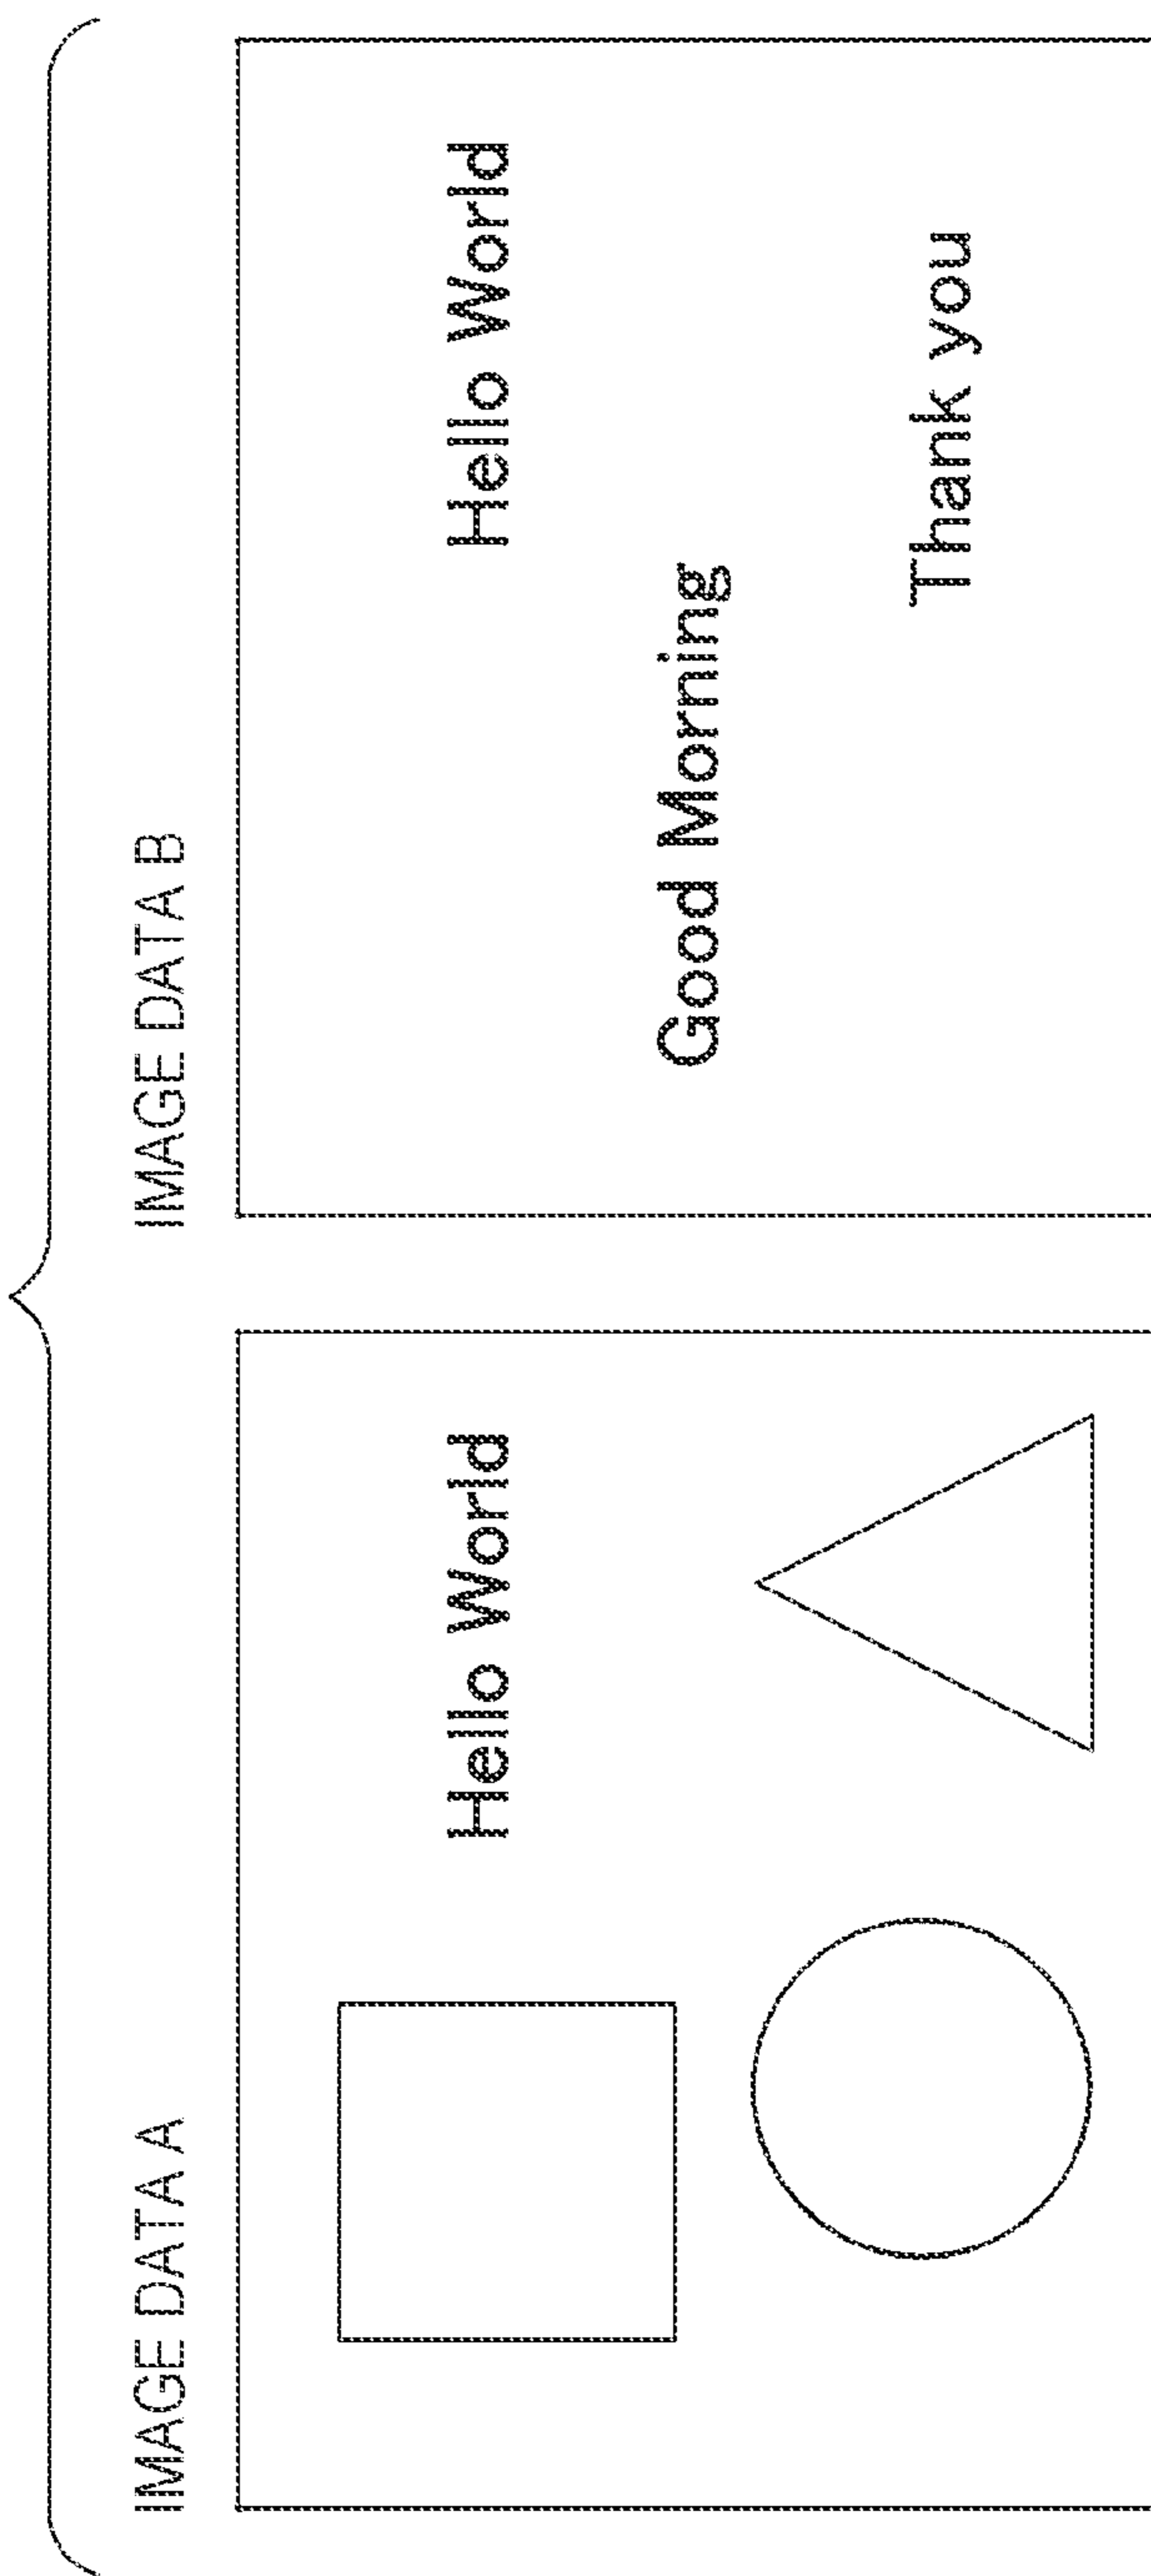 IMAGE DATA A
Hello World
IMAGE DATA B
Hello World
Good Morning
Thank you